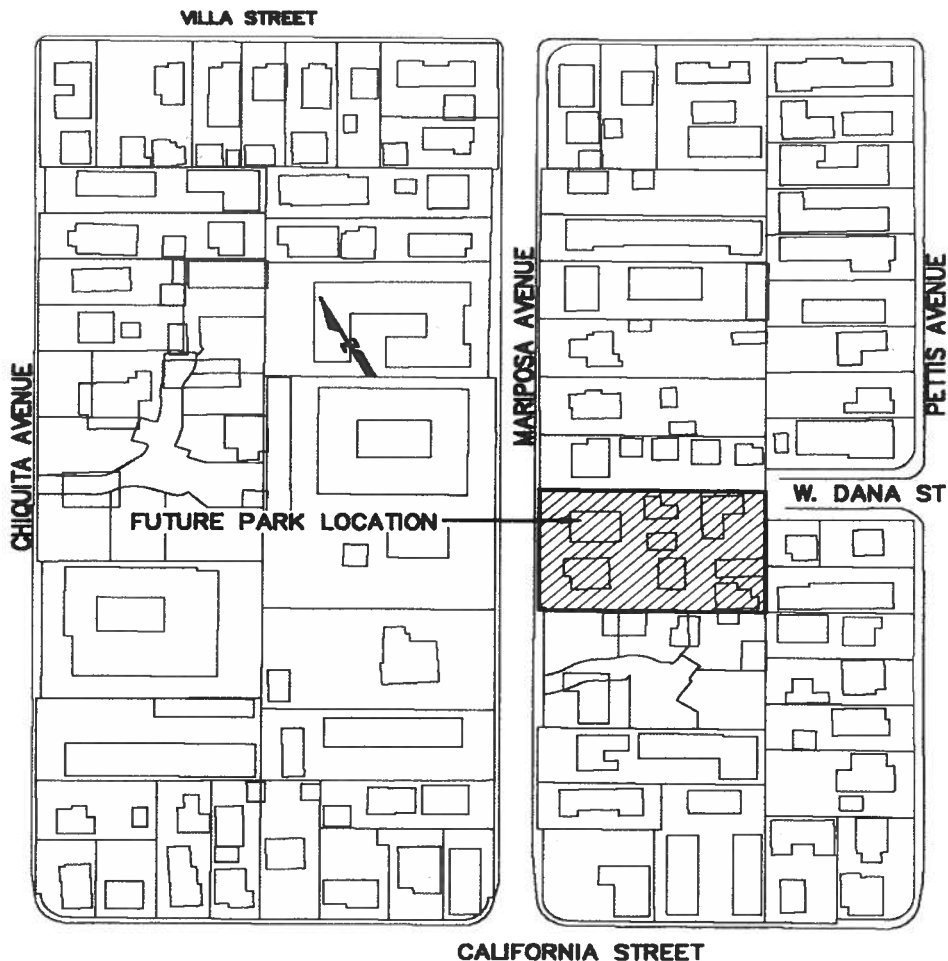 VILLA STREET
CHIQUITA AVENUE
MARIPOSA AVENUE
PETTIS AVENUE
W. DANA ST
FUTURE PARK LOCATION
CALIFORNIA STREET